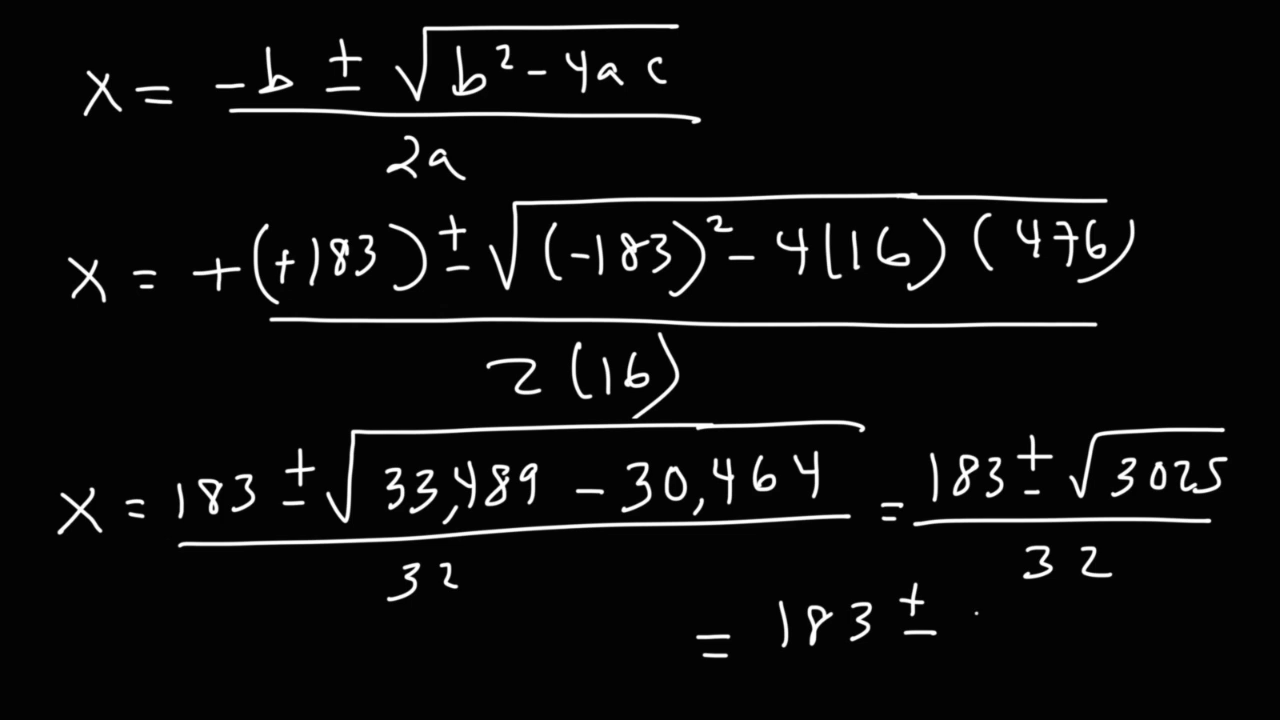 x = (-b ± √(b² - 4ac)) / 2a
x = (+(+183) ± √((-183)² - 4(16)(476))) / 2(16)
x = (183 ± √(33,489 - 30,464)) / 32 = (183 ± √3025) / 32
= 183 ±